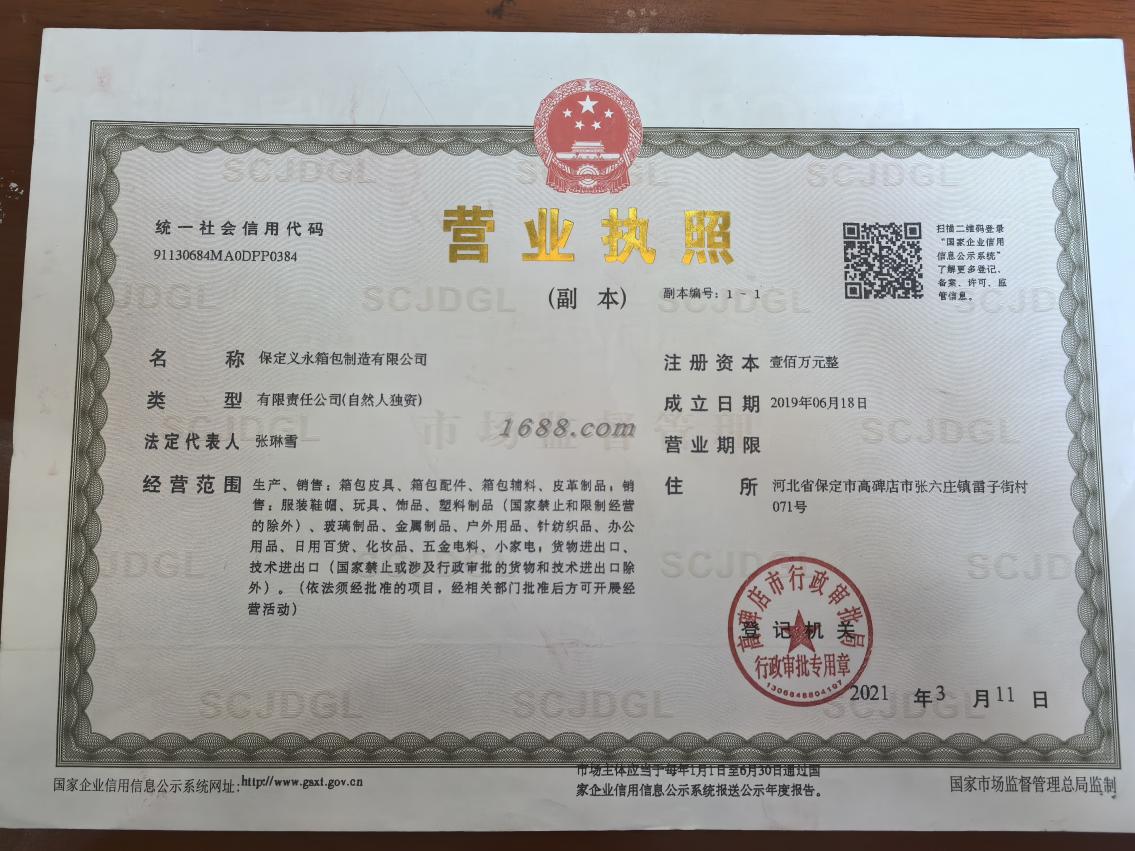 统一社会信用代码
91130684MA0DPP0384
营业执照
(副 本)
副本编号：1 - 1
扫描二维码登录
“国家企业信用
信息公示系统”
了解更多登记、
备案、许可、监
管信息。
名 称 保定义永箱包制造有限公司
类 型 有限责任公司(自然人独资)
法定代表人 张琳雪
经营范围 生产、销售：箱包皮具、箱包配件、箱包辅料、皮革制品；销
售：服装鞋帽、玩具、饰品、塑料制品（国家禁止和限制经营
的除外）、玻璃制品、金属制品、户外用品、针纺织品、办公
用品、日用百货、化妆品、五金电料、小家电；货物进出口、
技术进出口（国家禁止或涉及行政审批的货物和技术进出口除
外）。（依法须经批准的项目，经相关部门批准后方可开展经
营活动）
注册资本 壹佰万元整
成立日期 2019年06月18日
营业期限
住 所 河北省保定市高碑店市张六庄镇雷子街村
071号
1688.com
市场监督管理
SCJDGL
高碑店市行政审批局
登记机关
行政审批专用章
1306848804107
2021 年 3 月 11 日
国家企业信用信息公示系统网址:http://www.gsxt.gov.cn
市场主体应当于每年1月1日至6月30日通过国
家企业信用信息公示系统报送公示年度报告。
国家市场监督管理总局监制